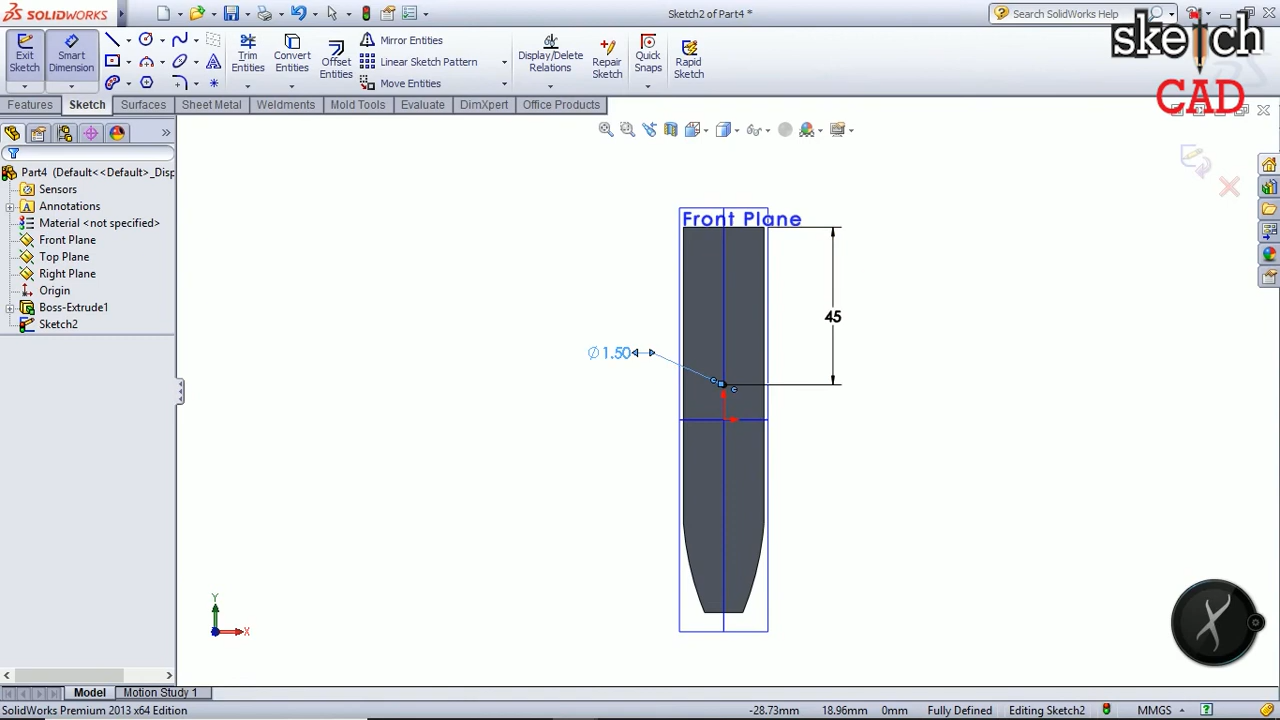 SOLIDWORKS
Sketch2 of Part4 *
Search SolidWorks Help
sketch
CAD
Exit Sketch
Smart Dimension
Trim Entities
Convert Entities
Offset Entities
Mirror Entities
Linear Sketch Pattern
Move Entities
Display/Delete Relations
Repair Sketch
Quick Snaps
Rapid Sketch
Features
Sketch
Surfaces
Sheet Metal
Weldments
Mold Tools
Evaluate
DimXpert
Office Products
Part4 (Default<<Default>_Disp
Sensors
Annotations
Material <not specified>
Front Plane
Top Plane
Right Plane
Origin
Boss-Extrude1
Sketch2
Front Plane
45
∅1.50
Y
X
Model
Motion Study 1
SolidWorks Premium 2013 x64 Edition
-28.73mm
18.96mm
0mm
Fully Defined
Editing Sketch2
MMGS